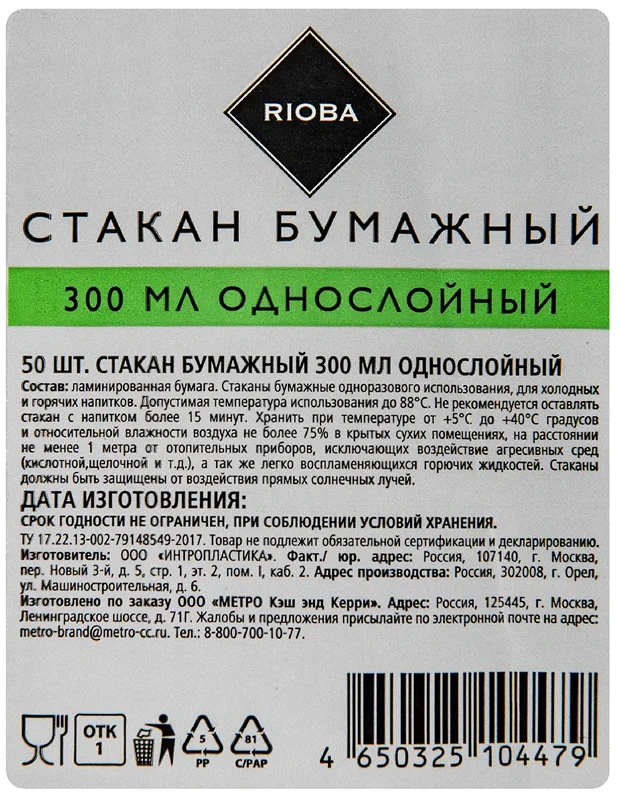 RIOBA
СТАКАН БУМАЖНЫЙ
300 МЛ ОДНОСЛОЙНЫЙ
50 ШТ. СТАКАН БУМАЖНЫЙ 300 МЛ ОДНОСЛОЙНЫЙ
Состав: ламинированная бумага. Стаканы бумажные одноразового использования, для холодных
и горячих напитков. Допустимая температура использования до 88°С. Не рекомендуется оставлять
стакан с напитком более 15 минут. Хранить при температуре от +5°С до +40°С градусов
и относительной влажности воздуха не более 75% в крытых сухих помещениях, на расстоянии
не менее 1 метра от отопительных приборов, исключающих воздействие агресивных сред
(кислотной,щелочной и т.д.), а так же легко воспламеняющихся горючих жидкостей. Стаканы
должны быть защищены от воздействия прямых солнечных лучей.
ДАТА ИЗГОТОВЛЕНИЯ:
СРОК ГОДНОСТИ НЕ ОГРАНИЧЕН, ПРИ СОБЛЮДЕНИИ УСЛОВИЙ ХРАНЕНИЯ.
ТУ 17.22.13-002-79148549-2017. Товар не подлежит обязательной сертификации и декларированию.
Изготовитель: ООО «ИНТРОПЛАСТИКА». Факт./ юр. адрес: Россия, 107140, г. Москва,
пер. Новый 3-й, д. 5, стр. 1, эт. 2, пом. I, каб. 2. Адрес производства: Россия, 302008, г. Орел,
ул. Машиностроительная, д. 6.
Изготовлено по заказу ООО «МЕТРО Кэш энд Керри». Адрес: Россия, 125445, г. Москва,
Ленинградское шоссе, д. 71Г. Жалобы и предложения присылайте по электронной почте на адрес:
metro-brand@metro-cc.ru. Тел.: 8-800-700-10-77.
ОТК
1
5
PP
81
C/PAP
4 650325 104479